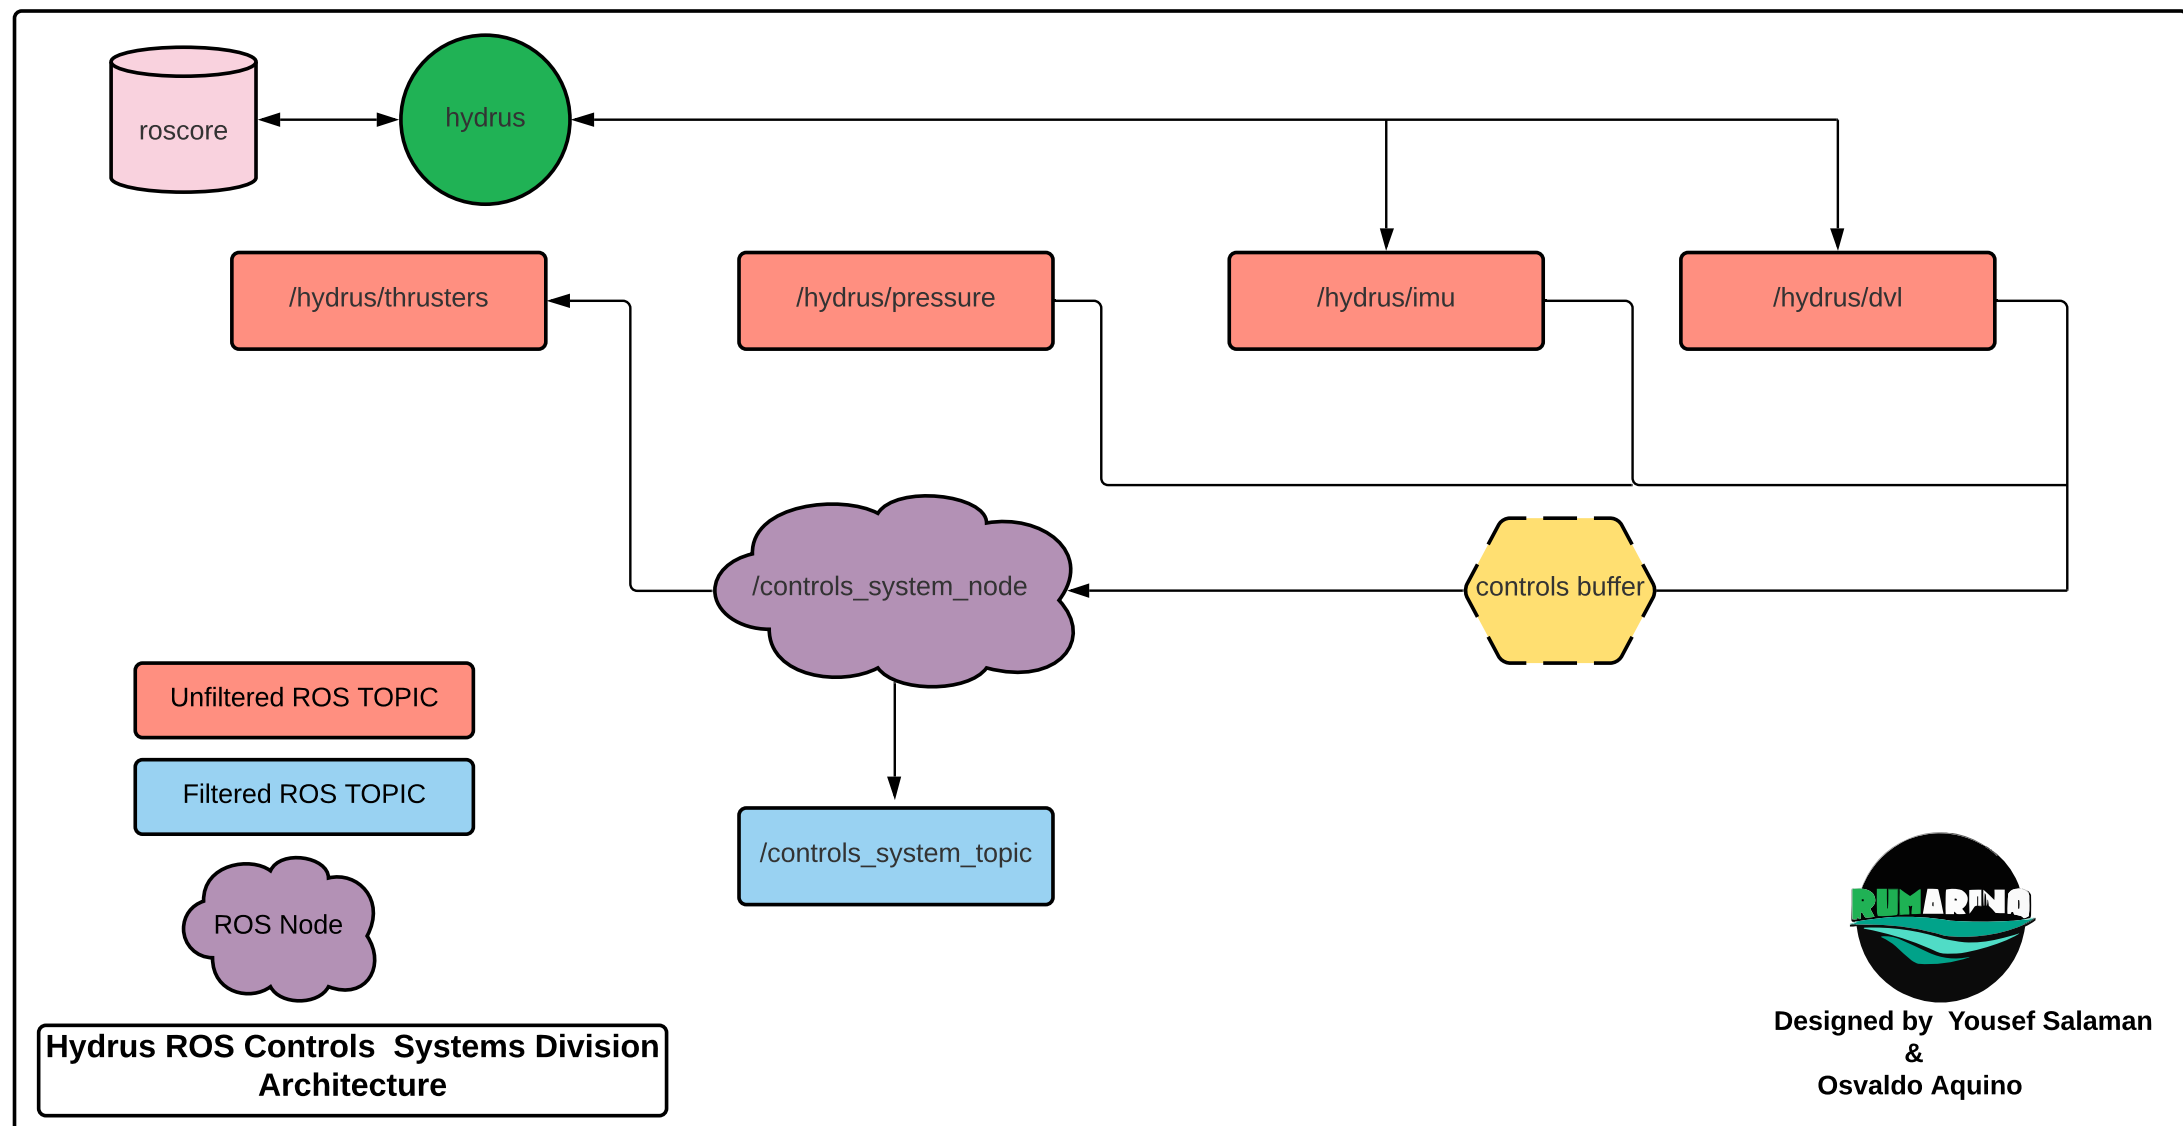 roscore
hydrus
/hydrus/thrusters
/hydrus/pressure
/hydrus/imu
/hydrus/dvl
/controls_system_node
controls buffer
Unfiltered ROS TOPIC
Filtered ROS TOPIC
/controls_system_topic
ROS Node
RUMARINO
Hydrus ROS Controls  Systems Division
Architecture
Designed by  Yousef Salaman
&
Osvaldo Aquino